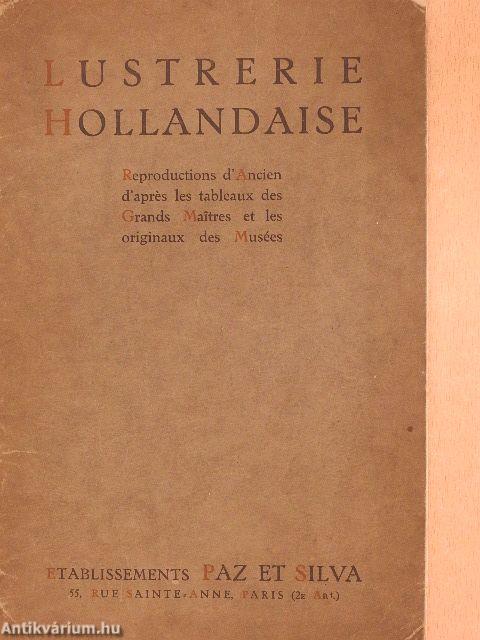 LUSTRERIE
HOLLANDAISE
Reproductions d'Ancien
d'après les tableaux des
Grands Maîtres et les
originaux des Musées
ETABLISSEMENTS PAZ ET SILVA
55, RUE SAINTE-ANNE, PARIS (2e Arrt.)
Antikvárium.hu